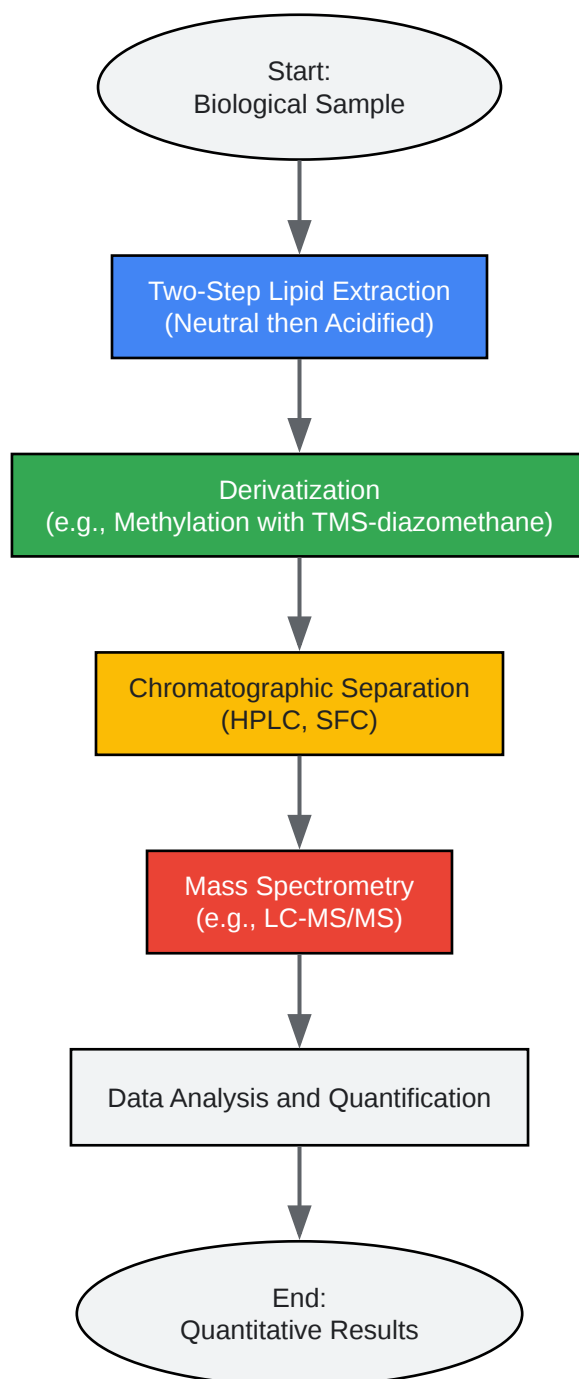 Start:
Biological Sample
Two-Step Lipid Extraction
(Neutral then Acidified)
Derivatization
(e.g., Methylation with TMS-diazomethane)
Chromatographic Separation
(HPLC, SFC)
Mass Spectrometry
(e.g., LC-MS/MS)
Data Analysis and Quantification
End:
Quantitative Results